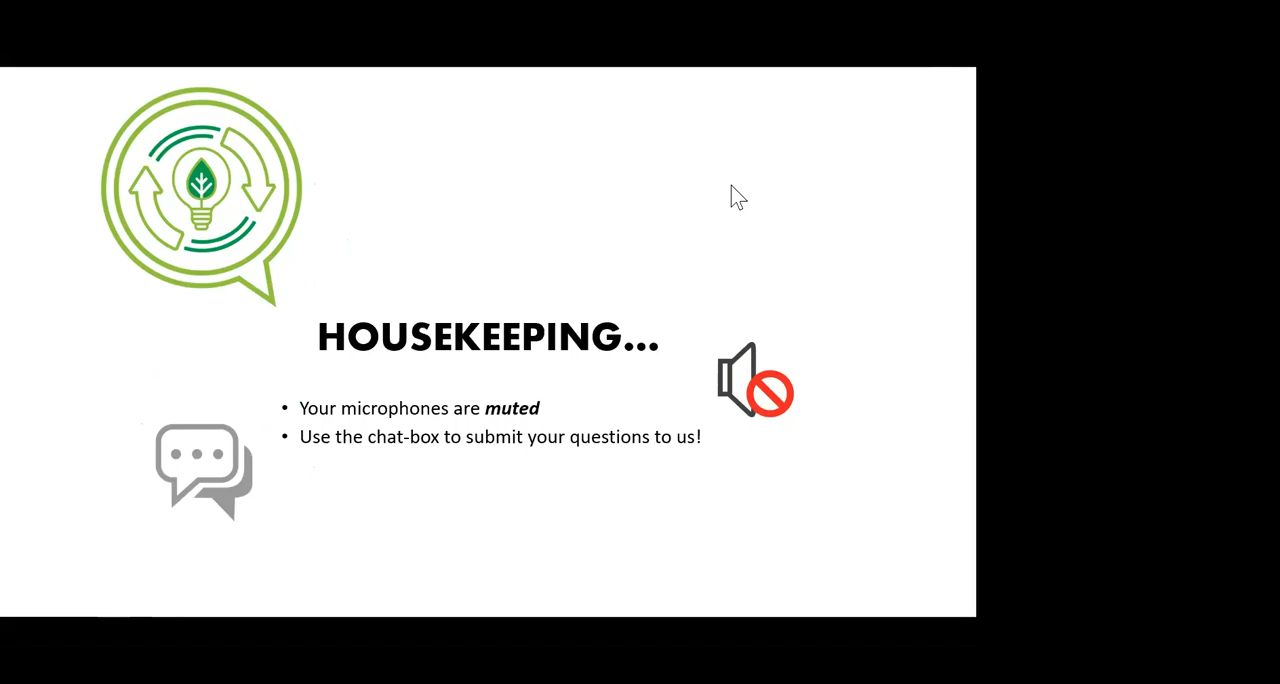 HOUSEKEEPING...
• Your microphones are muted
• Use the chat-box to submit your questions to us!